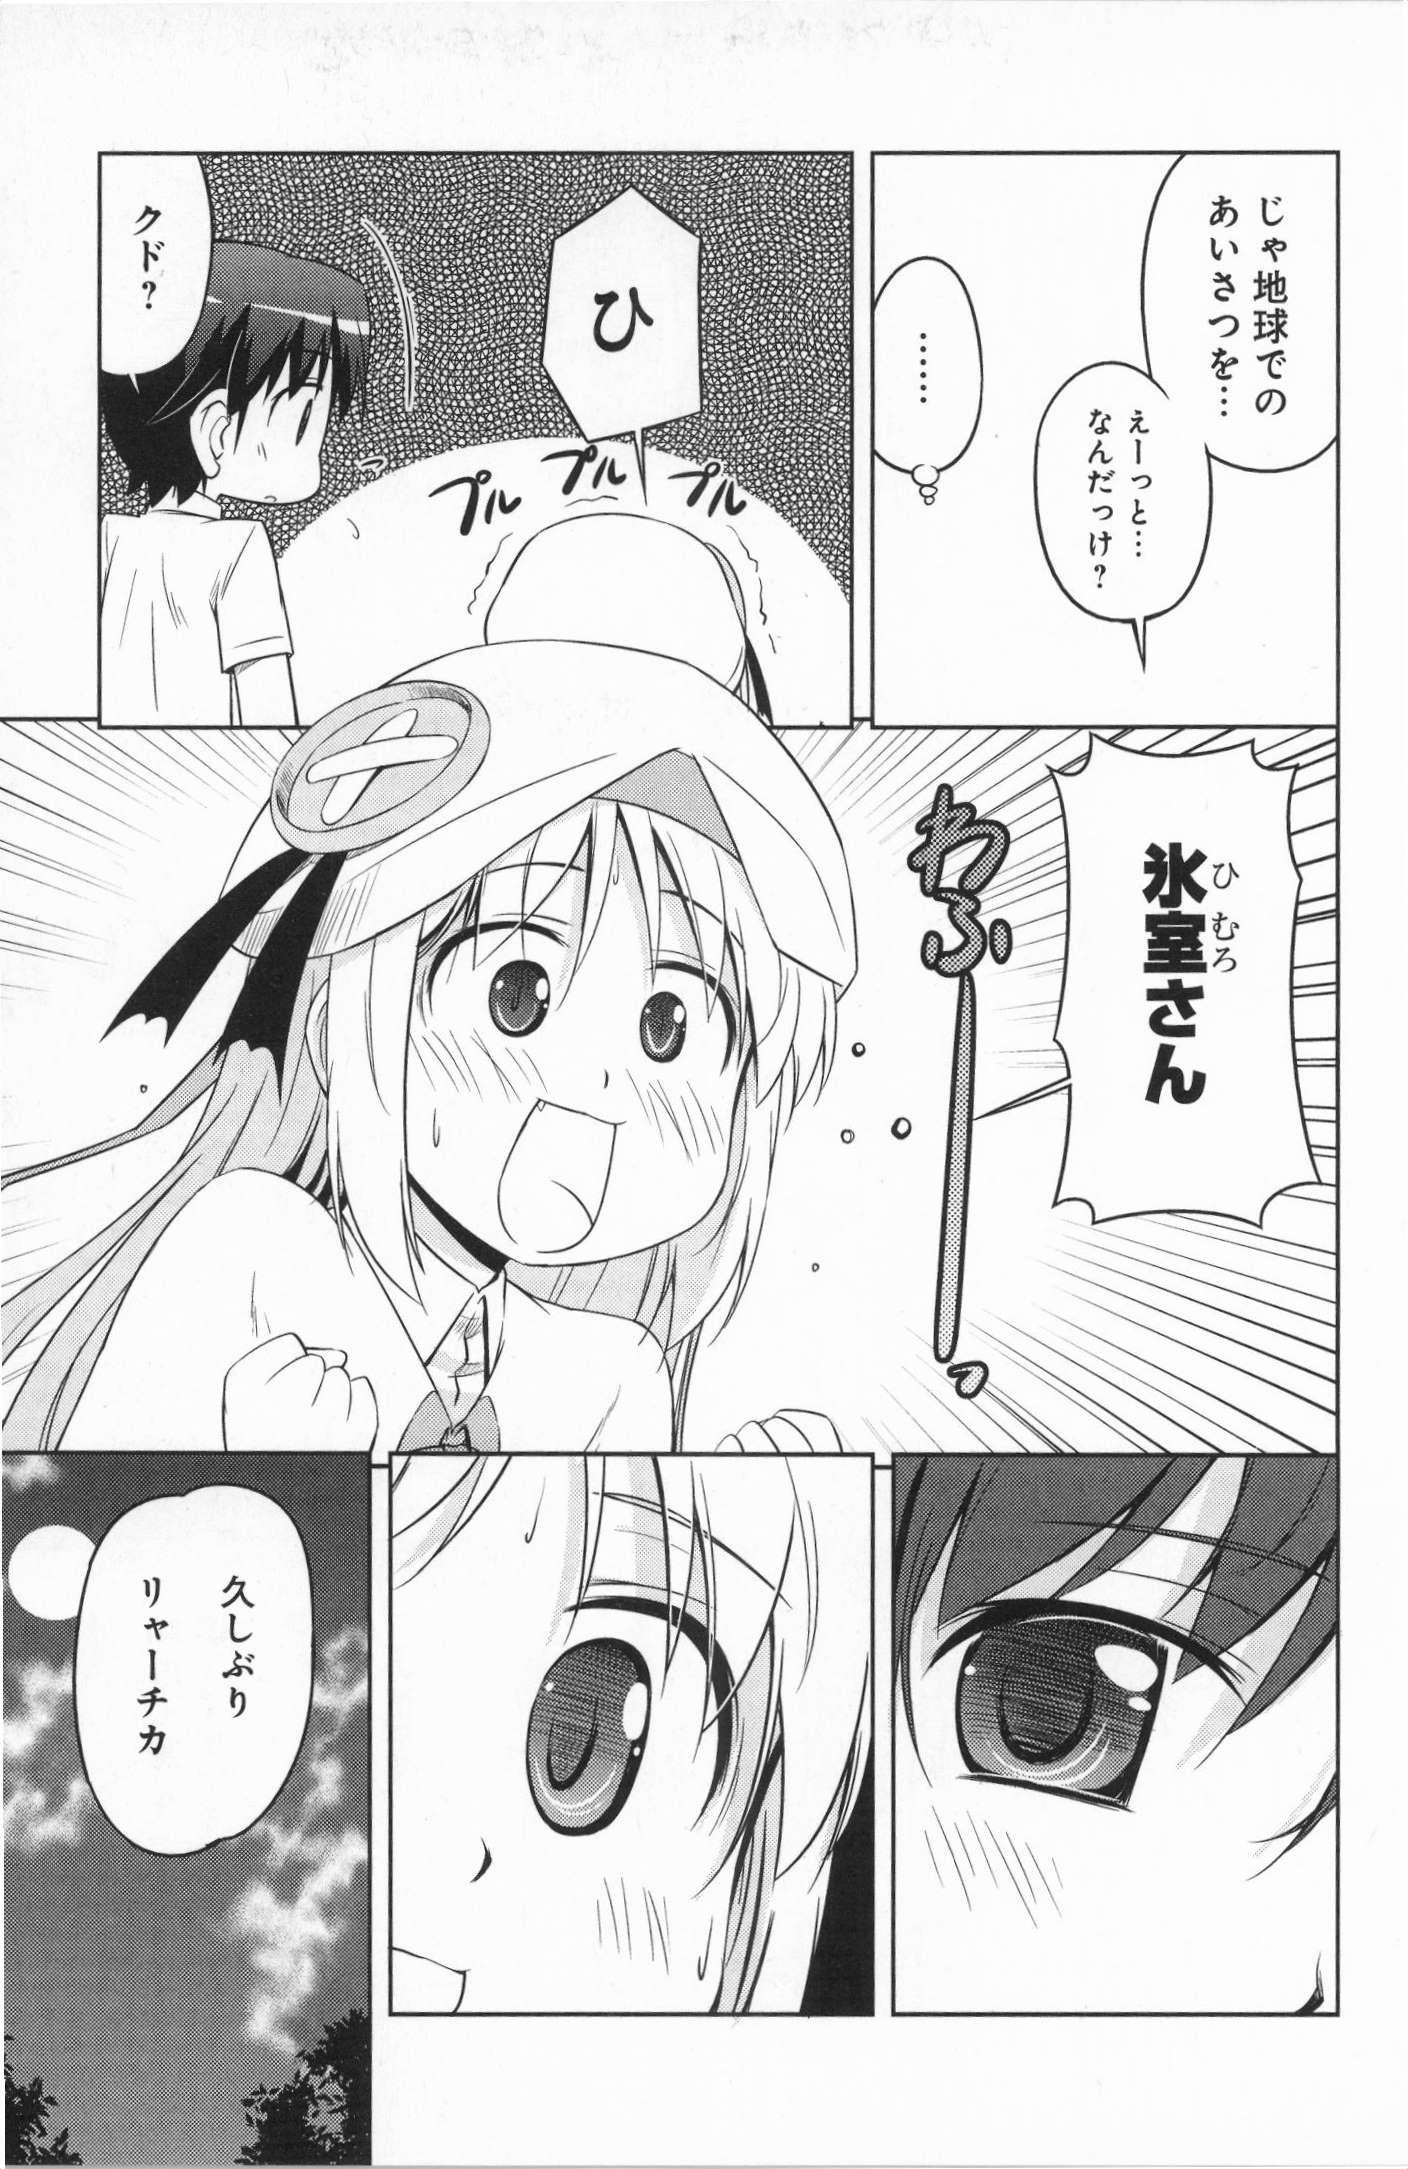 じゃ地球での
あいさつを…
えーっと…
なんだっけ？
……
ひ
プル
プル
プル
クド？
氷室さん
ひむろ
わふーっ
久しぶり
リャーチカ